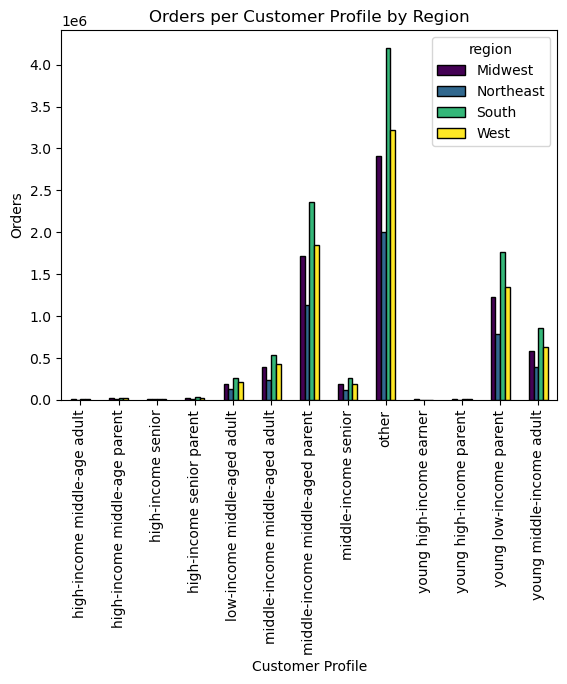 Orders per Customer Profile by Region
1e6
region
Midwest
Northeast
South
West
Orders
4.0
3.5
3.0
2.5
2.0
1.5
1.0
0.5
0.0
high-income middle-age adult
high-income middle-age parent
high-income senior
high-income senior parent
low-income middle-aged adult
middle-income middle-aged adult
middle-income middle-aged parent
middle-income senior
other
young high-income earner
young high-income parent
young low-income parent
young middle-income adult
Customer Profile